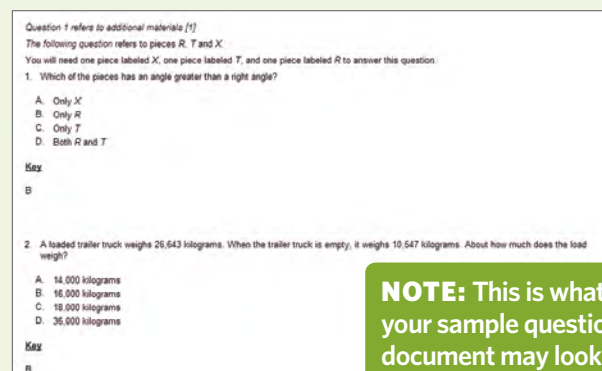 Question 1 refers to additional materials [1]
The following question refers to pieces R, T and X.
You will need one piece labeled X, one piece labeled T, and one piece labeled R to answer this question.
1. Which of the pieces has an angle greater than a right angle?
A. Only X
B. Only R
C. Only T
D. Both R and T
Key
B
2. A loaded trailer truck weighs 26,643 kilograms. When the trailer truck is empty, it weighs 10,547 kilograms. About how much does the load
weigh?
A. 14,000 kilograms
B. 16,000 kilograms
C. 18,000 kilograms
D. 36,000 kilograms
Key
B
NOTE: This is what
your sample question
document may look